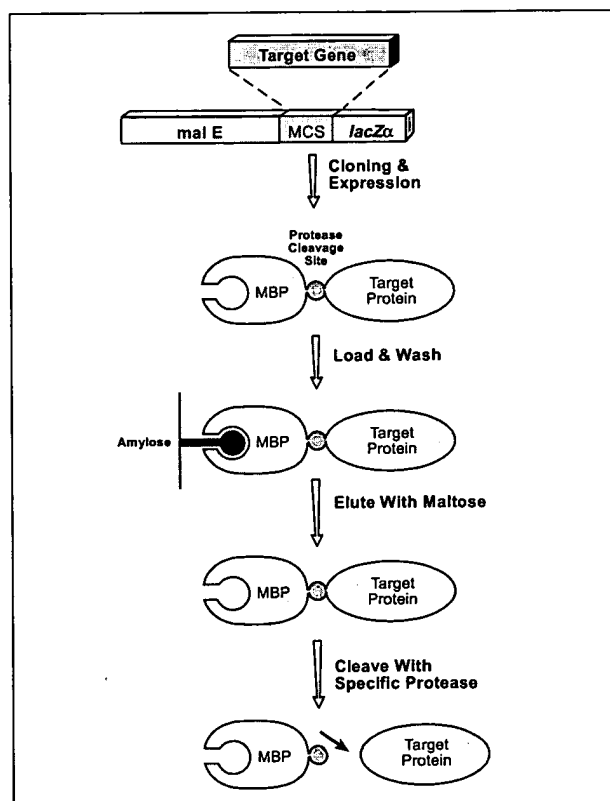 Target Gene
mal E MCS lacZα
Cloning &
Expression
Protease
Cleavage
Site
MBP
Target
Protein
Load & Wash
Amylose
MBP
Target
Protein
Elute With Maltose
MBP
Target
Protein
Cleave With
Specific Protease
MBP
Target
Protein